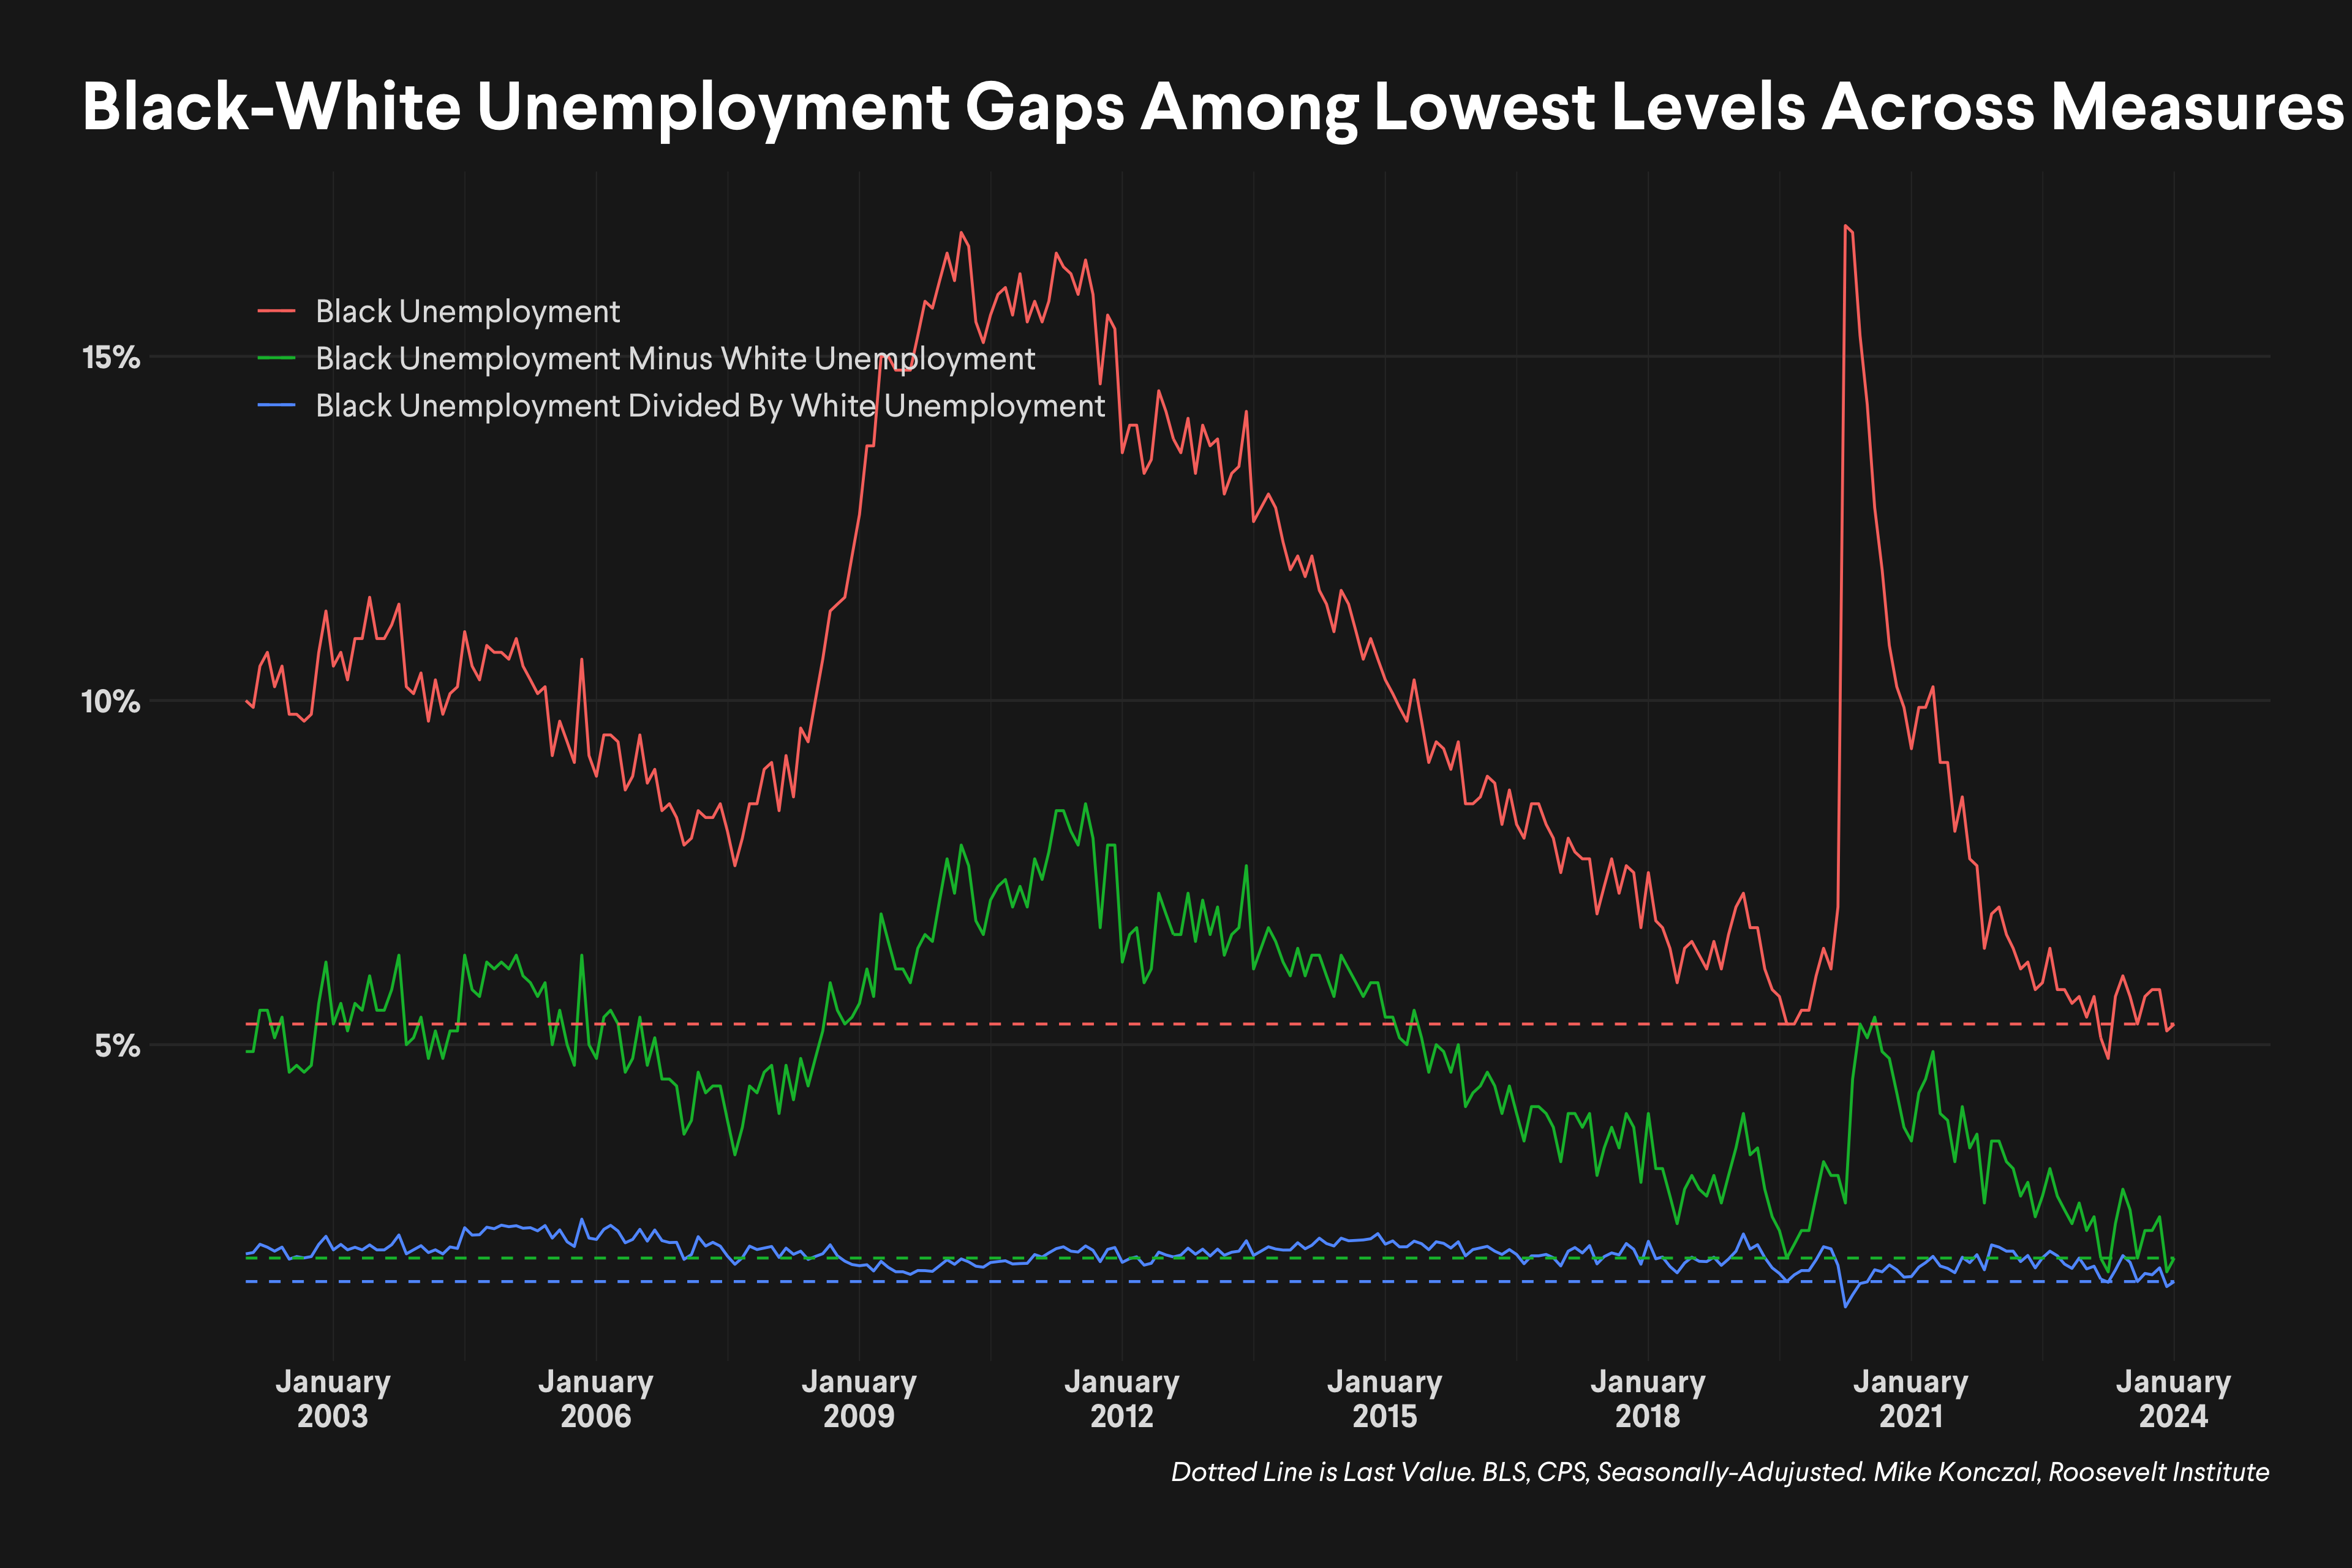 Black-White Unemployment Gaps Among Lowest Levels Across Measures
Black Unemployment
Black Unemployment Minus White Unemployment
Black Unemployment Divided By White Unemployment
15%
10%
5%
January January January January January January January January
2003 2006 2009 2012 2015 2018 2021 2024
Dotted Line is Last Value. BLS, CPS, Seasonally-Adujusted. Mike Konczal, Roosevelt Institute